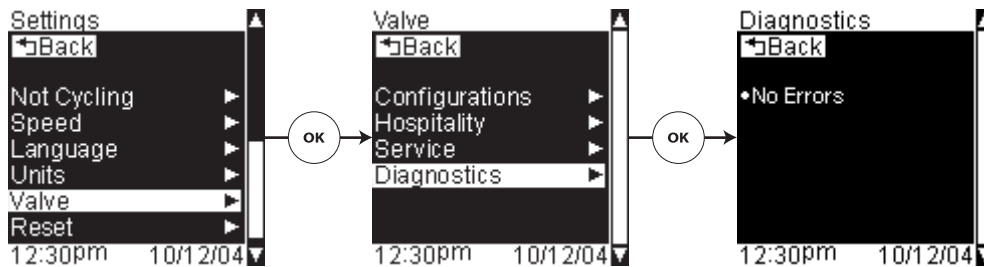 Settings
Back
Not Cycling
Speed
Language
Units
Valve
Reset
12:30pm 10/12/04
OK
Valve
Back
Configurations
Hospitality
Service
Diagnostics
12:30pm 10/12/04
OK
Diagnostics
Back
•No Errors
12:30pm 10/12/04